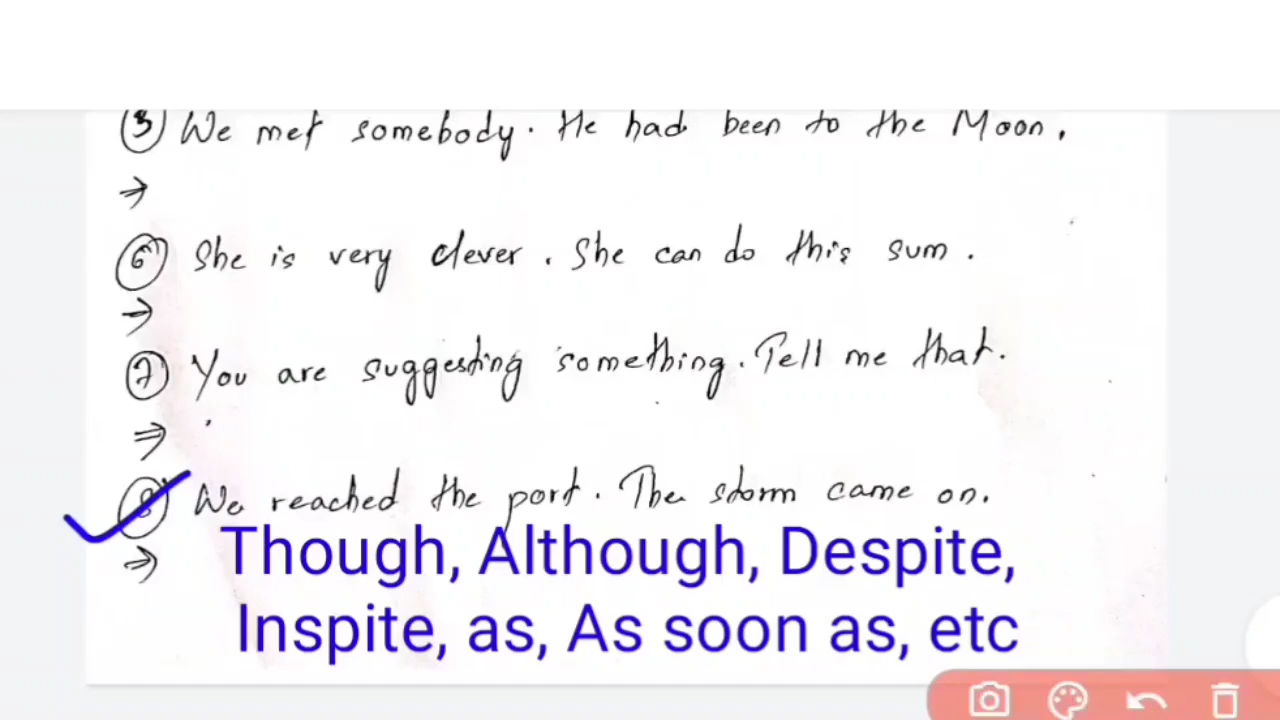 (5) We met somebody. He had been to the Moon.
→
(6) She is very clever. She can do this sum.
→
(7) You are suggesting something. Tell me that.
⇒
(8) We reached the port. The storm came on.
⇒
Though, Although, Despite,
Inspite, as, As soon as, etc